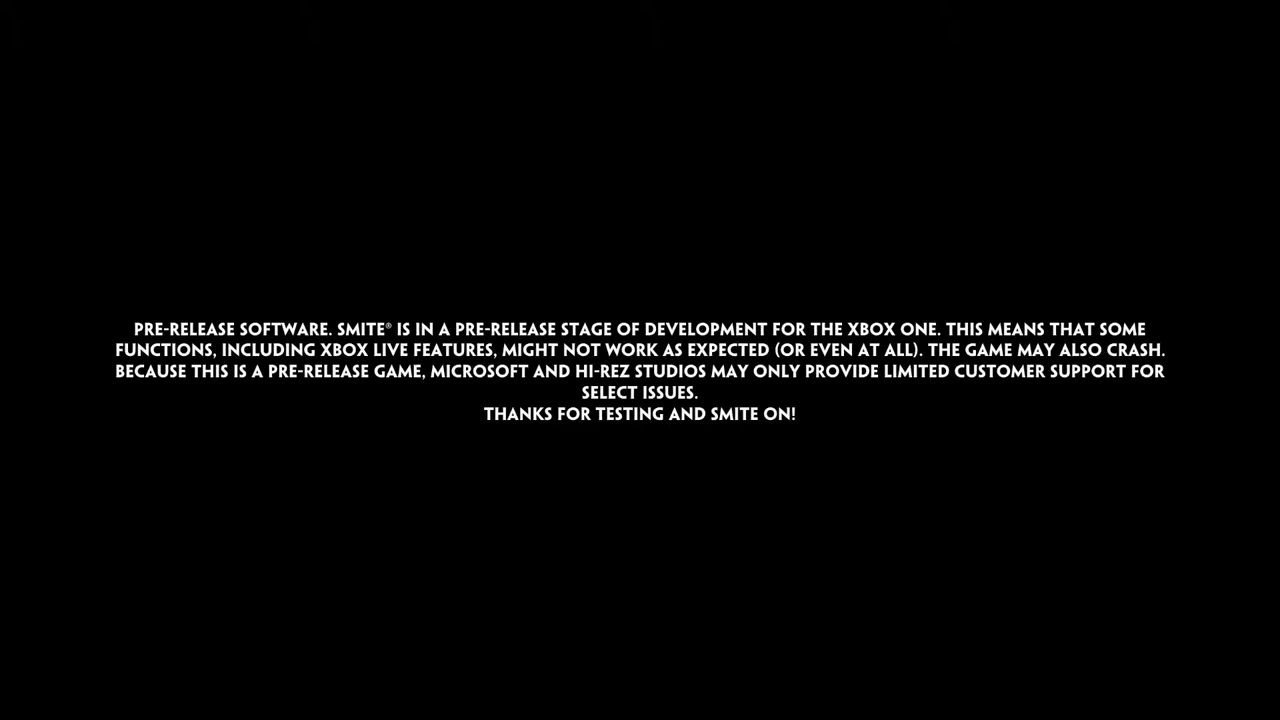 PRE-RELEASE SOFTWARE. SMITE® IS IN A PRE-RELEASE STAGE OF DEVELOPMENT FOR THE XBOX ONE. THIS MEANS THAT SOME
FUNCTIONS, INCLUDING XBOX LIVE FEATURES, MIGHT NOT WORK AS EXPECTED (OR EVEN AT ALL). THE GAME MAY ALSO CRASH.
BECAUSE THIS IS A PRE-RELEASE GAME, MICROSOFT AND HI-REZ STUDIOS MAY ONLY PROVIDE LIMITED CUSTOMER SUPPORT FOR
SELECT ISSUES.
THANKS FOR TESTING AND SMITE ON!